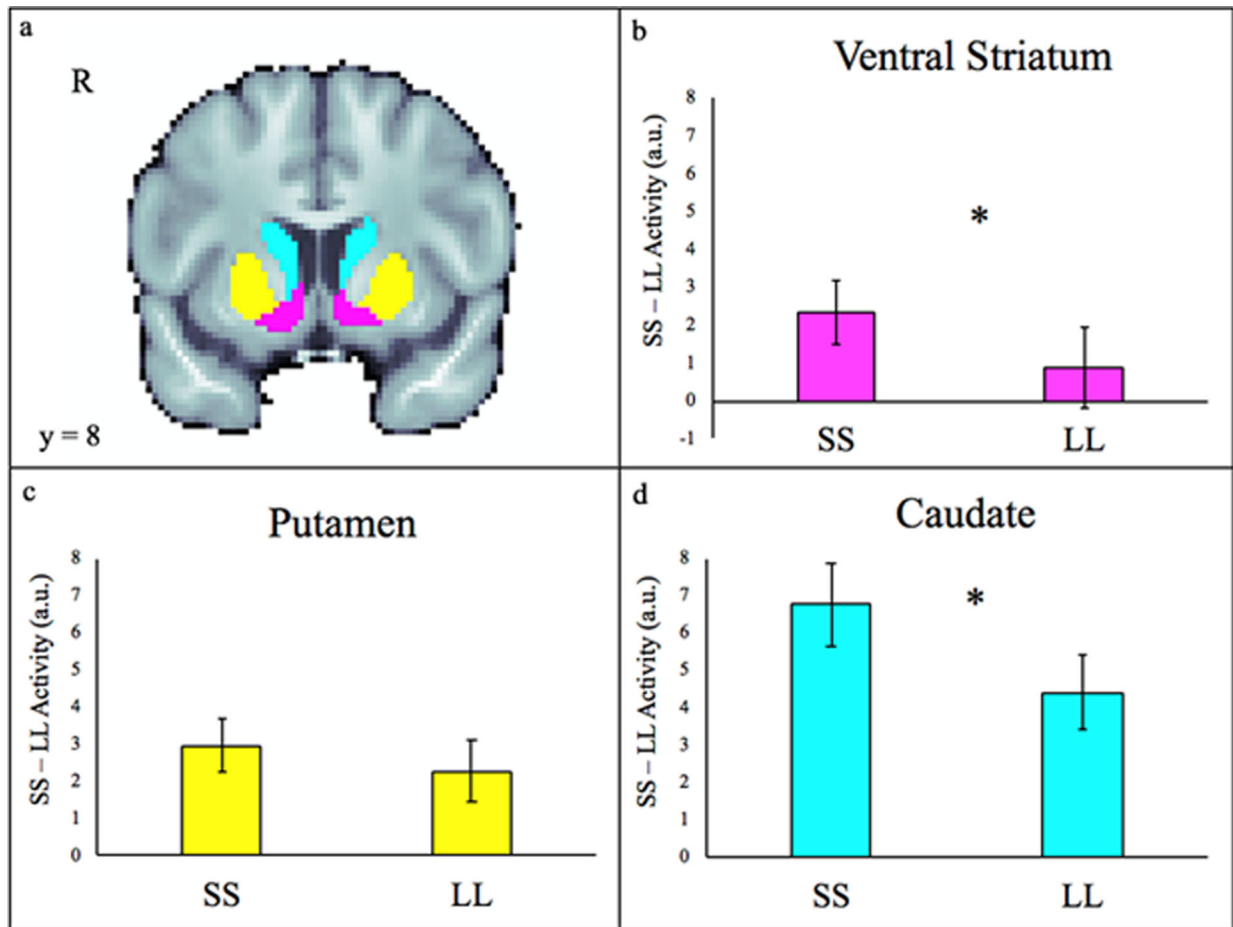 a
R
y = 8
b
Ventral Striatum
SS – LL Activity (a.u.)
8
7
6
5
4
3
2
1
0
-1
*
SS
LL
c
Putamen
SS – LL Activity (a.u.)
8
7
6
5
4
3
2
1
0
SS
LL
d
Caudate
SS – LL Activity (a.u.)
8
7
6
5
4
3
2
1
0
*
SS
LL